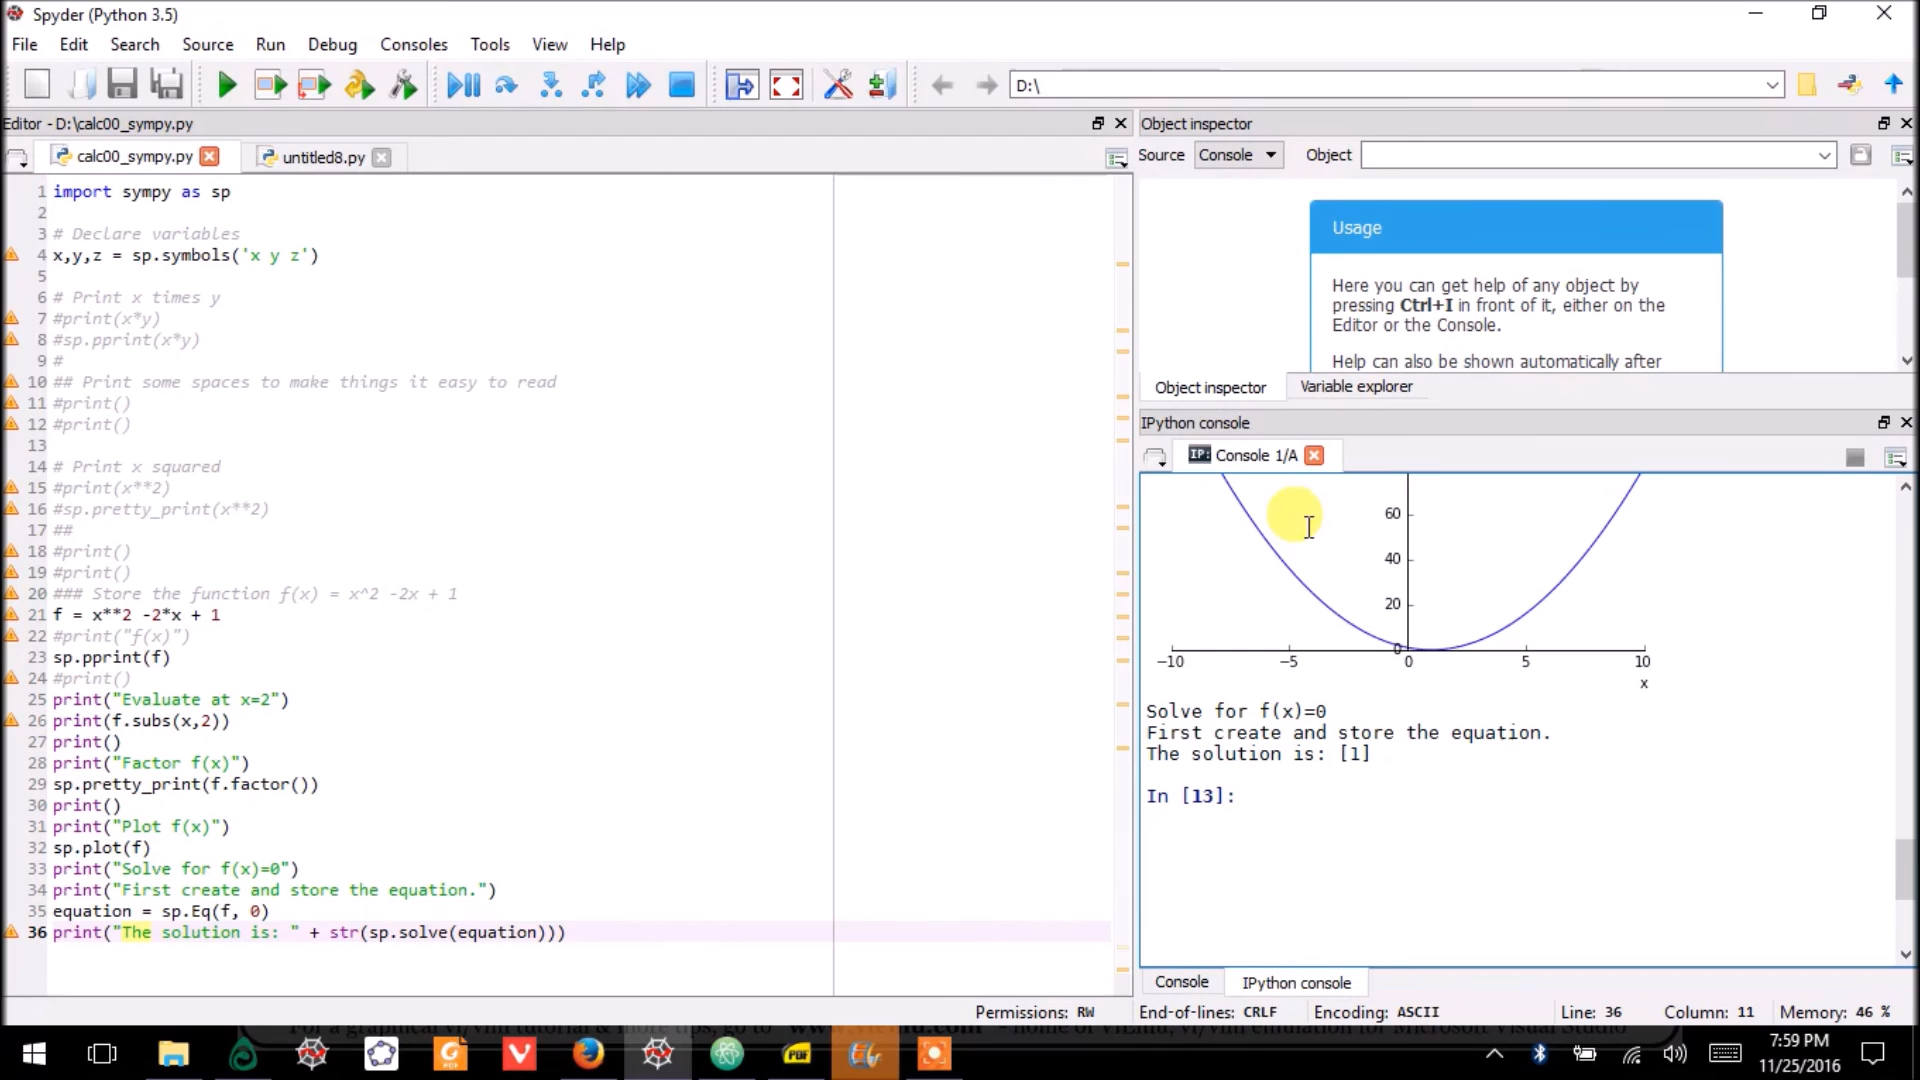 Spyder (Python 3.5)
File Edit Search Source Run Debug Consoles Tools View Help
D:\
Editor - D:\calc00_sympy.py
calc00_sympy.py untitled8.py
1 import sympy as sp
2
3 # Declare variables
4 x,y,z = sp.symbols('x y z')
5
6 # Print x times y
7 #print(x*y)
8 #sp.pprint(x*y)
9 #
10 ## Print some spaces to make things it easy to read
11 #print()
12 #print()
13
14 # Print x squared
15 #print(x**2)
16 #sp.pretty_print(x**2)
17 ##
18 #print()
19 #print()
20 ### Store the function f(x) = x^2 -2x + 1
21 f = x**2 -2*x + 1
22 #print("f(x)")
23 sp.pprint(f)
24 #print()
25 print("Evaluate at x=2")
26 print(f.subs(x,2))
27 print()
28 print("Factor f(x)")
29 sp.pretty_print(f.factor())
30 print()
31 print("Plot f(x)")
32 sp.plot(f)
33 print("Solve for f(x)=0")
34 print("First create and store the equation.")
35 equation = sp.Eq(f, 0)
36 print("The solution is: " + str(sp.solve(equation)))
Object inspector
Source Console Object
Usage
Here you can get help of any object by
pressing Ctrl+I in front of it, either on the
Editor or the Console.
Help can also be shown automatically after
Object inspector Variable explorer
IPython console
IP: Console 1/A
60
40
20
0
−10 −5 0 5 10
x
Solve for f(x)=0
First create and store the equation.
The solution is: [1]
In [13]:
Console IPython console
Permissions: RW End-of-lines: CRLF Encoding: ASCII Line: 36 Column: 11 Memory: 46 %
PDF
7:59 PM
11/25/2016